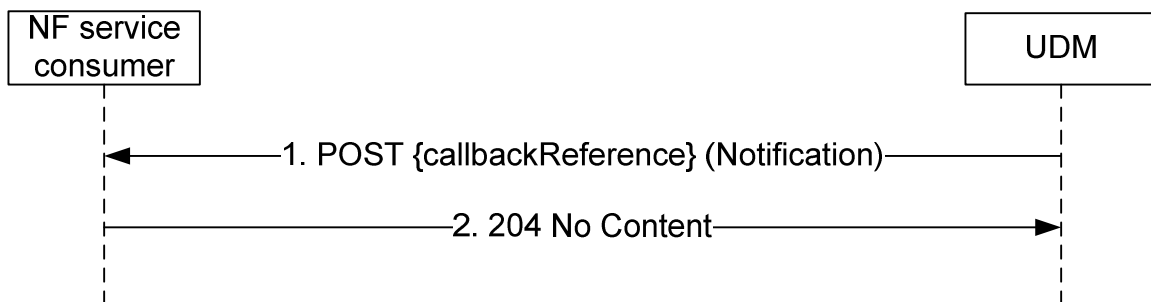 NF service
consumer
UDM
1. POST {callbackReference} (Notification)
2. 204 No Content